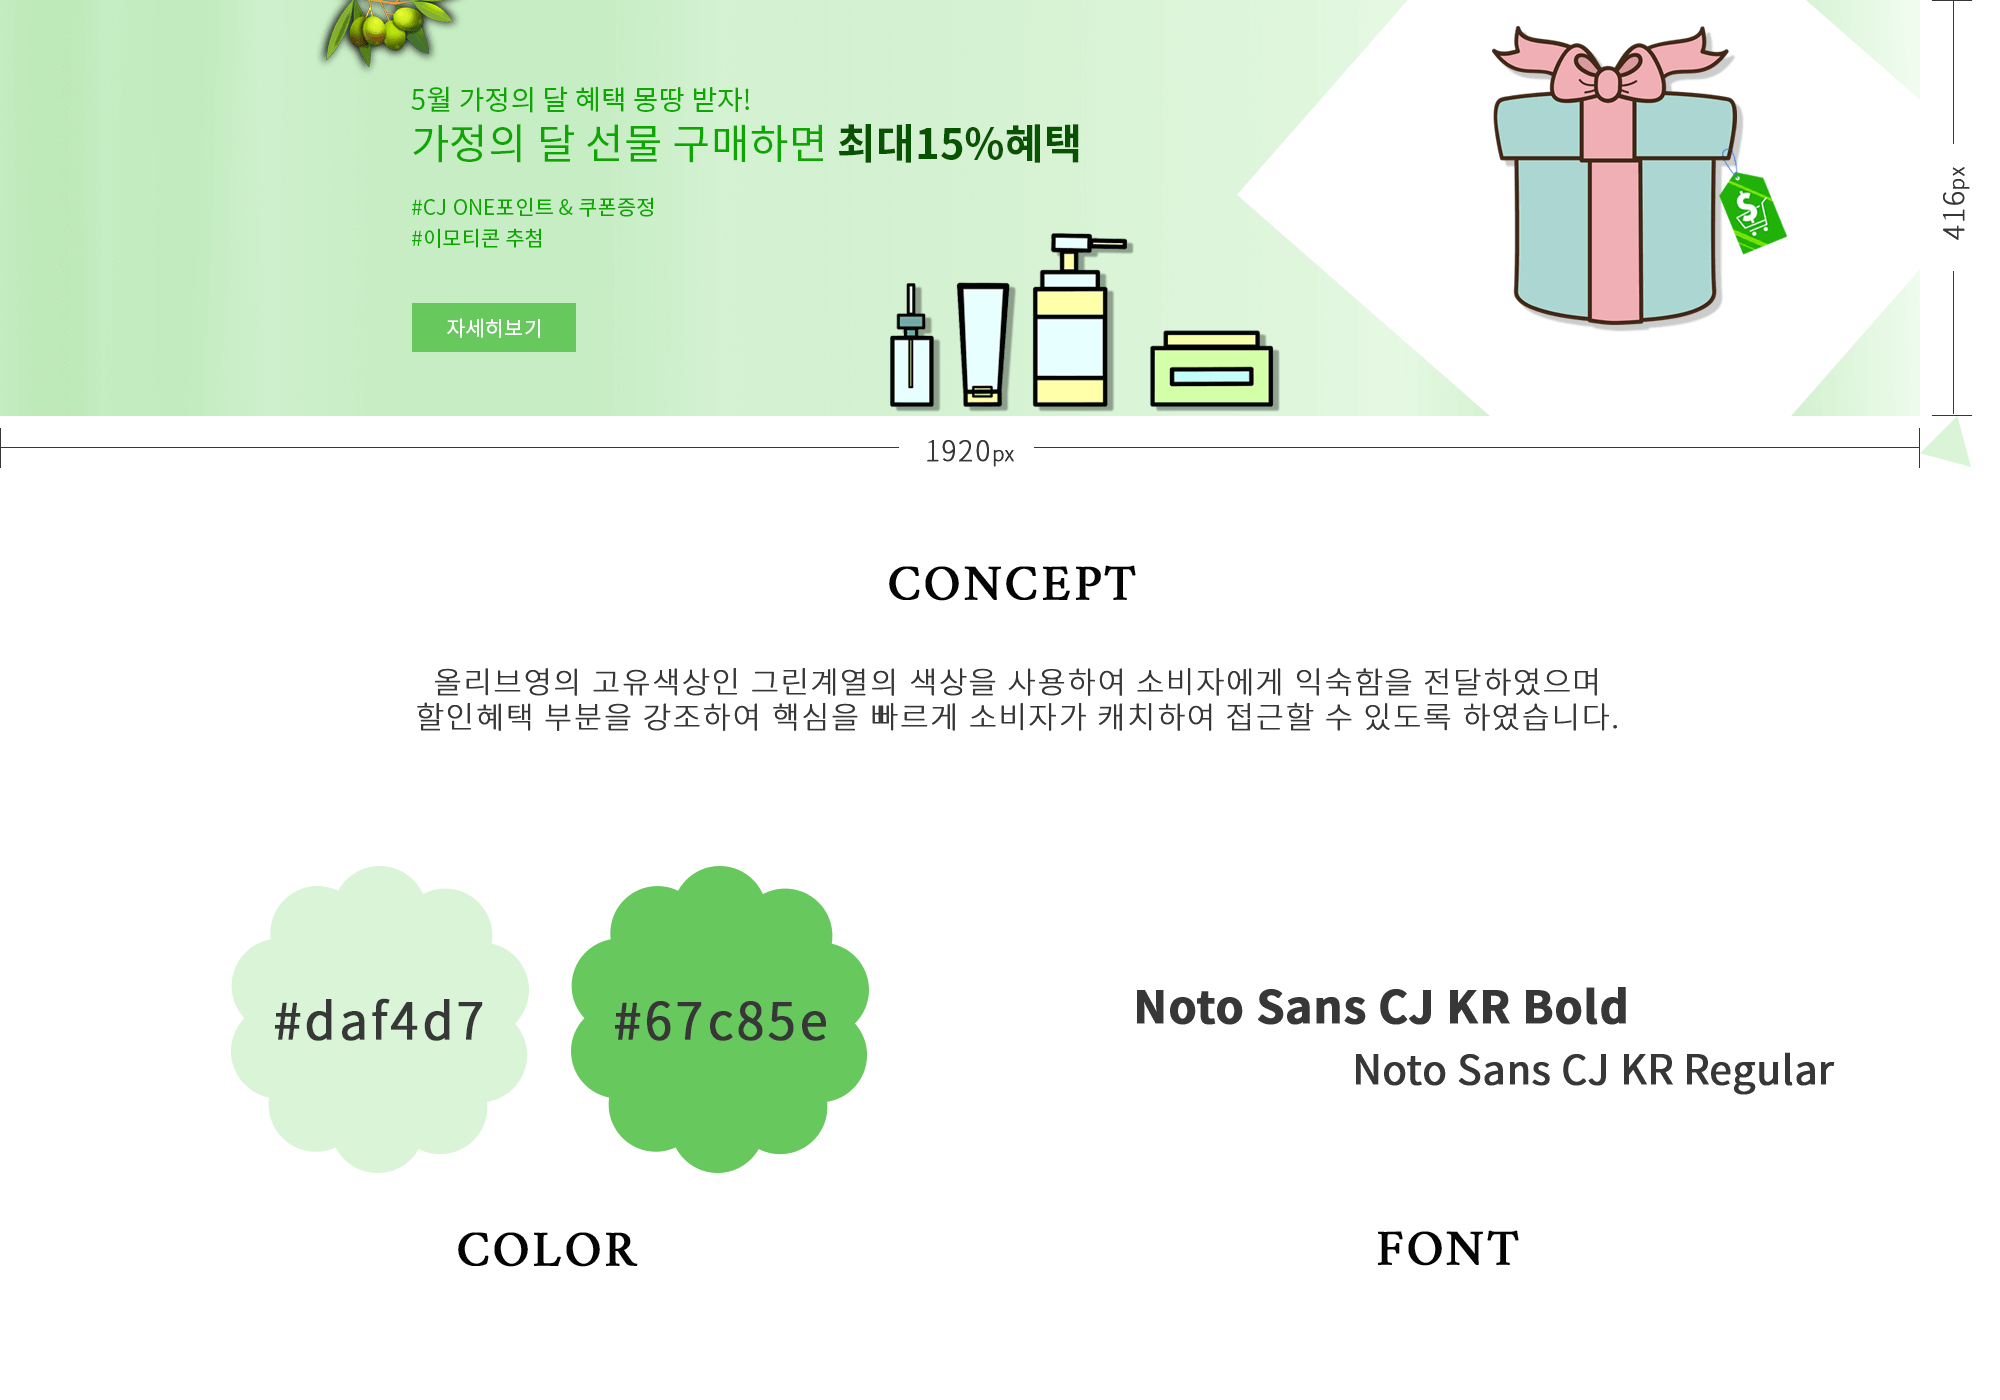 5월 가정의 달 혜택 몽땅 받자!
가정의 달 선물 구매하면 최대15%혜택
#CJ ONE포인트 & 쿠폰증정
#이모티콘 추첨
자세히보기
$
416px
1920px
CONCEPT
올리브영의 고유색상인 그린계열의 색상을 사용하여 소비자에게 익숙함을 전달하였으며
할인혜택 부분을 강조하여 핵심을 빠르게 소비자가 캐치하여 접근할 수 있도록 하였습니다.
#daf4d7
#67c85e
Noto Sans CJ KR Bold
Noto Sans CJ KR Regular
COLOR
FONT